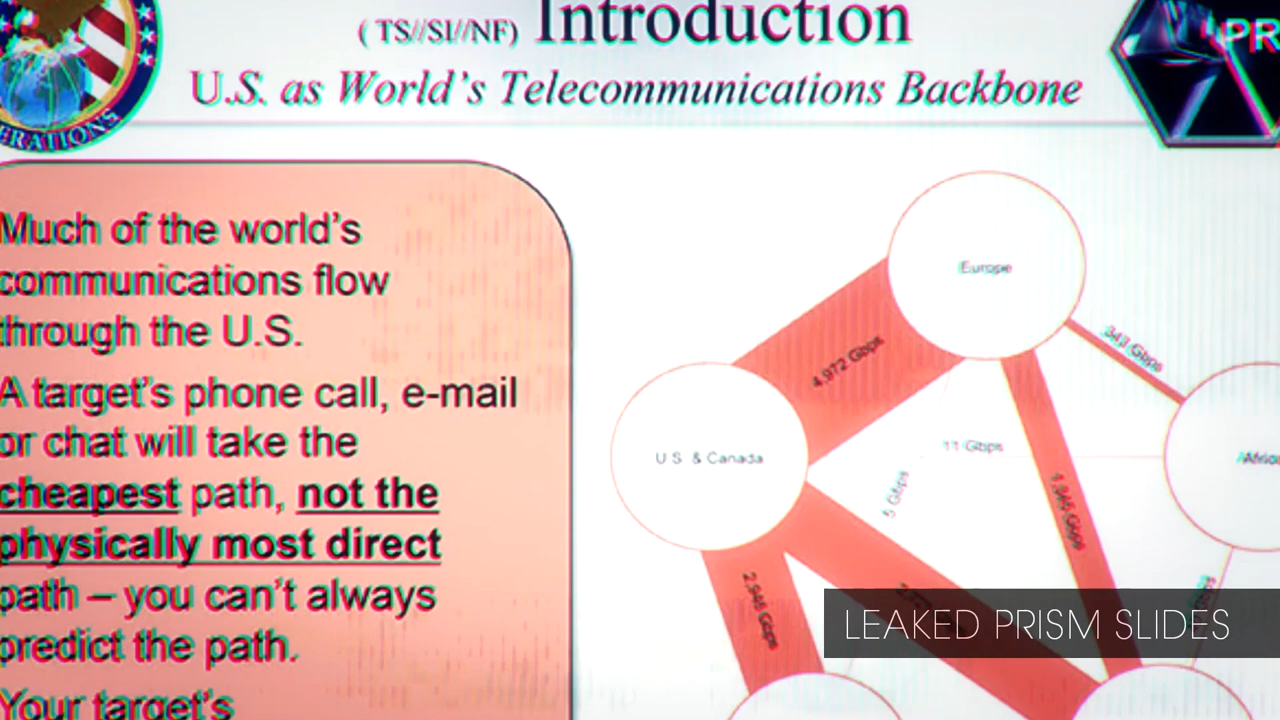 ( TS//SI//NF) Introduction
U.S. as World's Telecommunications Backbone
ERATIONS
PR
Much of the world's
communications flow
through the U.S.
A target's phone call, e-mail
or chat will take the
cheapest path, not the
physically most direct
path – you can't always
predict the path.
Your target's
Europe
4,972 Gbps
343 Gbps
U.S. & Canada
11 Gbps
5 Gbps
2,946 Gbps
LEAKED PRISM SLIDES